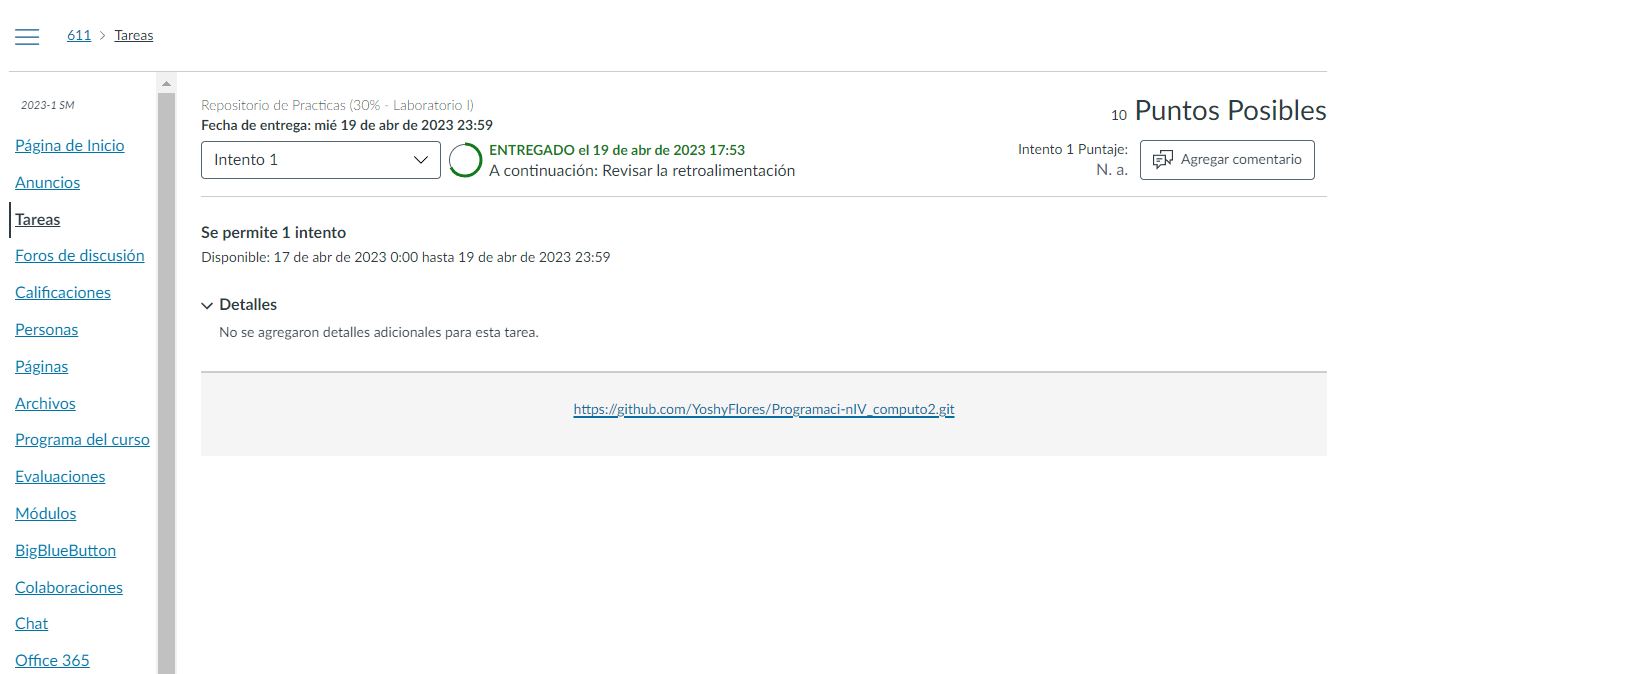 611 > Tareas
2023-1 SM
Página de Inicio
Anuncios
Tareas
Foros de discusión
Calificaciones
Personas
Páginas
Archivos
Programa del curso
Evaluaciones
Módulos
BigBlueButton
Colaboraciones
Chat
Office 365
Repositorio de Practicas (30% - Laboratorio I)
Fecha de entrega: mié 19 de abr de 2023 23:59
Intento 1
ENTREGADO el 19 de abr de 2023 17:53
A continuación: Revisar la retroalimentación
10 Puntos Posibles
Intento 1 Puntaje:
N. a.
Agregar comentario
Se permite 1 intento
Disponible: 17 de abr de 2023 0:00 hasta 19 de abr de 2023 23:59
Detalles
No se agregaron detalles adicionales para esta tarea.
https://github.com/YoshyFlores/Programaci-nIV_computo2.git